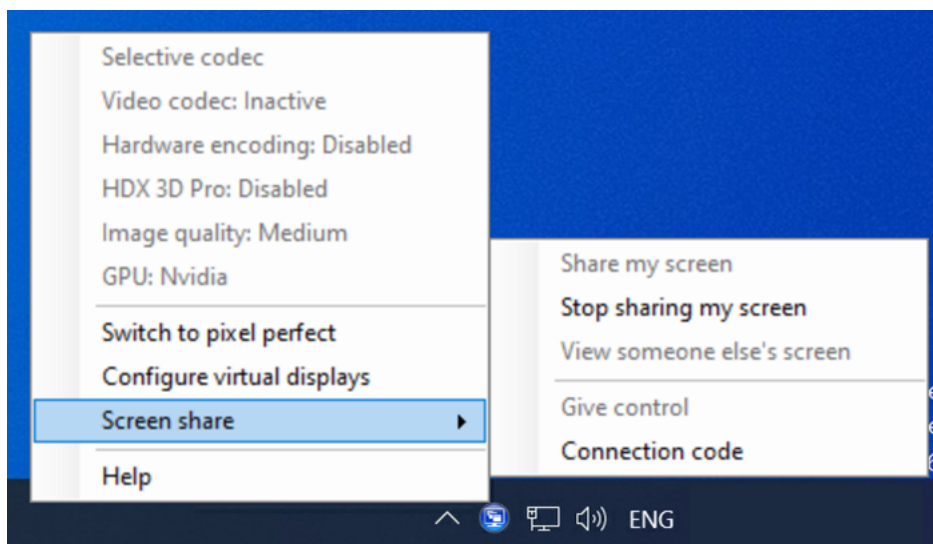 Selective codec
Video codec: Inactive
Hardware encoding: Disabled
HDX 3D Pro: Disabled
Image quality: Medium
GPU: Nvidia
Switch to pixel perfect
Configure virtual displays
Screen share
Help
Share my screen
Stop sharing my screen
View someone else's screen
Give control
Connection code
ENG